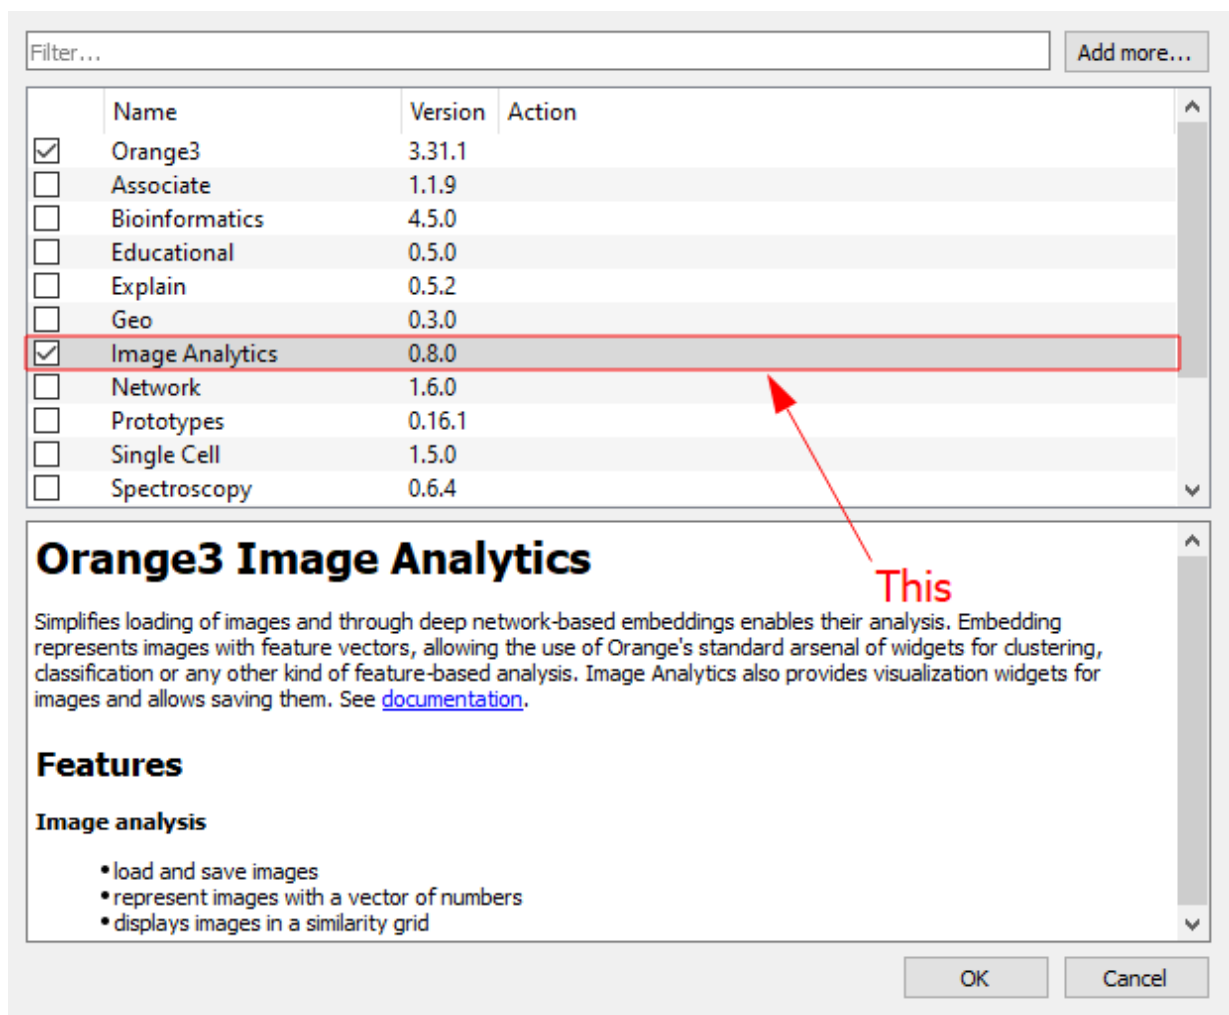 Filter...
Add more...
Name Version Action
Orange3 3.31.1
Associate 1.1.9
Bioinformatics 4.5.0
Educational 0.5.0
Explain 0.5.2
Geo 0.3.0
Image Analytics 0.8.0
Network 1.6.0
Prototypes 0.16.1
Single Cell 1.5.0
Spectroscopy 0.6.4
Orange3 Image Analytics
This
Simplifies loading of images and through deep network-based embeddings enables their analysis. Embedding
represents images with feature vectors, allowing the use of Orange's standard arsenal of widgets for clustering,
classification or any other kind of feature-based analysis. Image Analytics also provides visualization widgets for
images and allows saving them. See documentation.
Features
Image analysis
•load and save images
•represent images with a vector of numbers
•displays images in a similarity grid
OK
Cancel